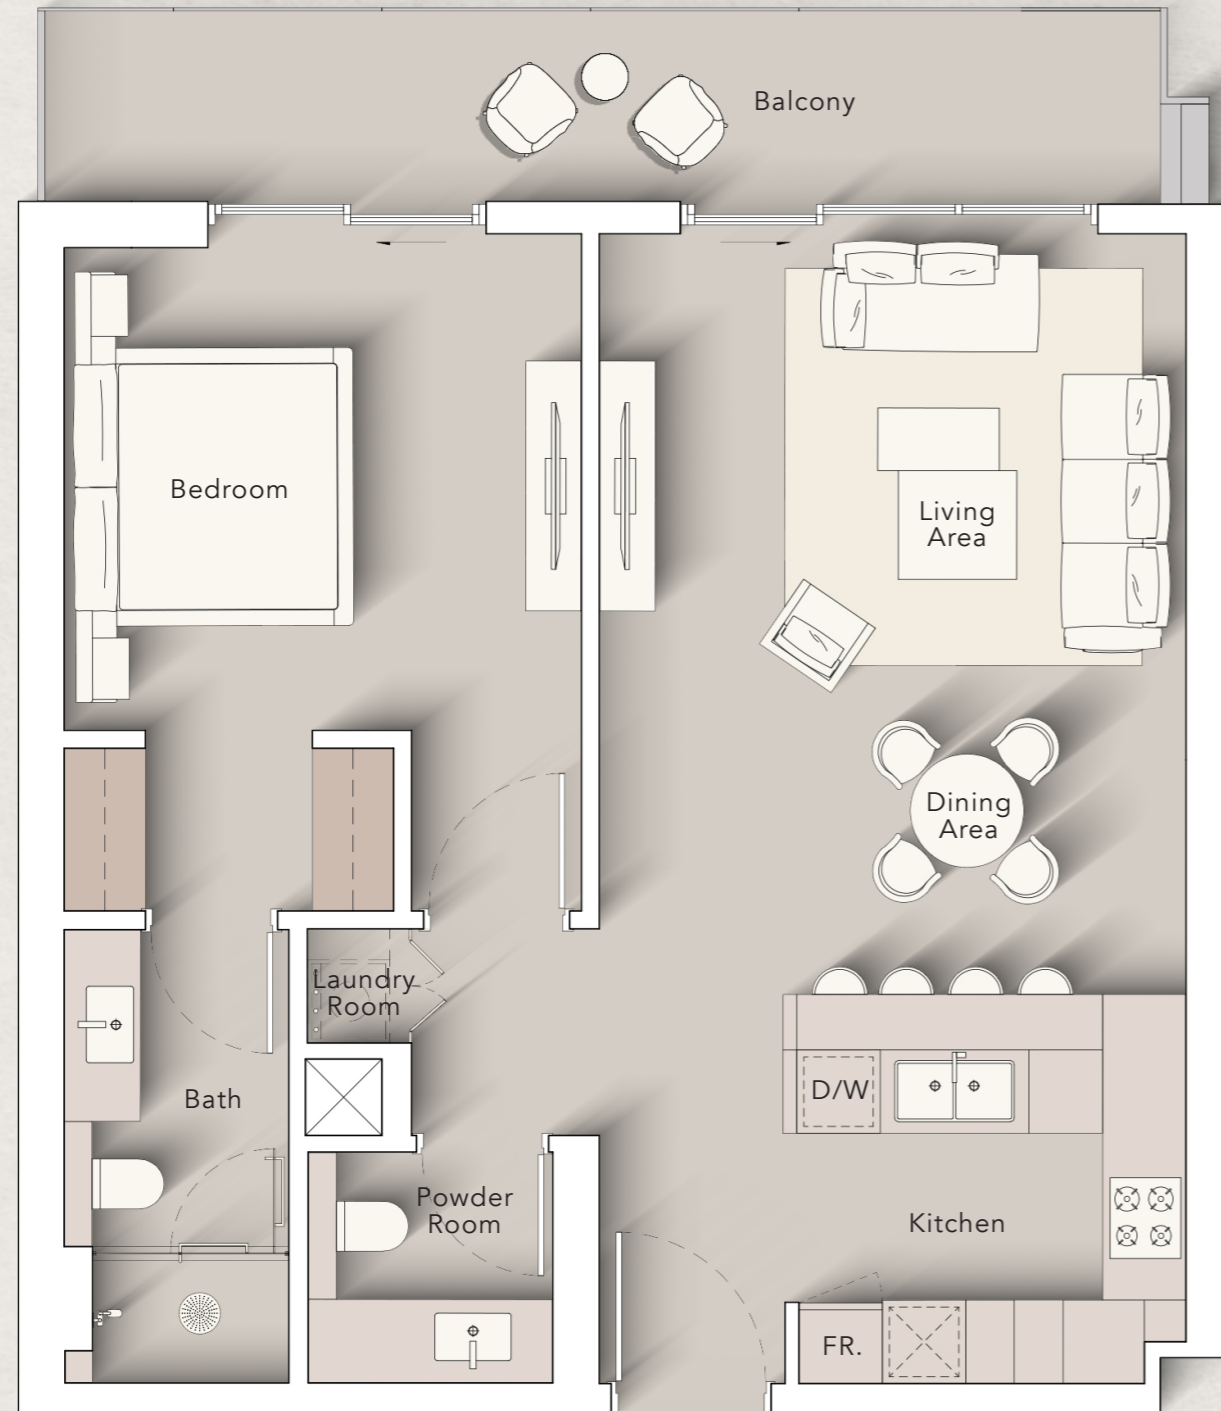 Balcony
Bedroom
Living
Area
Dining
Area
Laundry
Room
D/W
Bath
Powder
Room
Kitchen
FR.